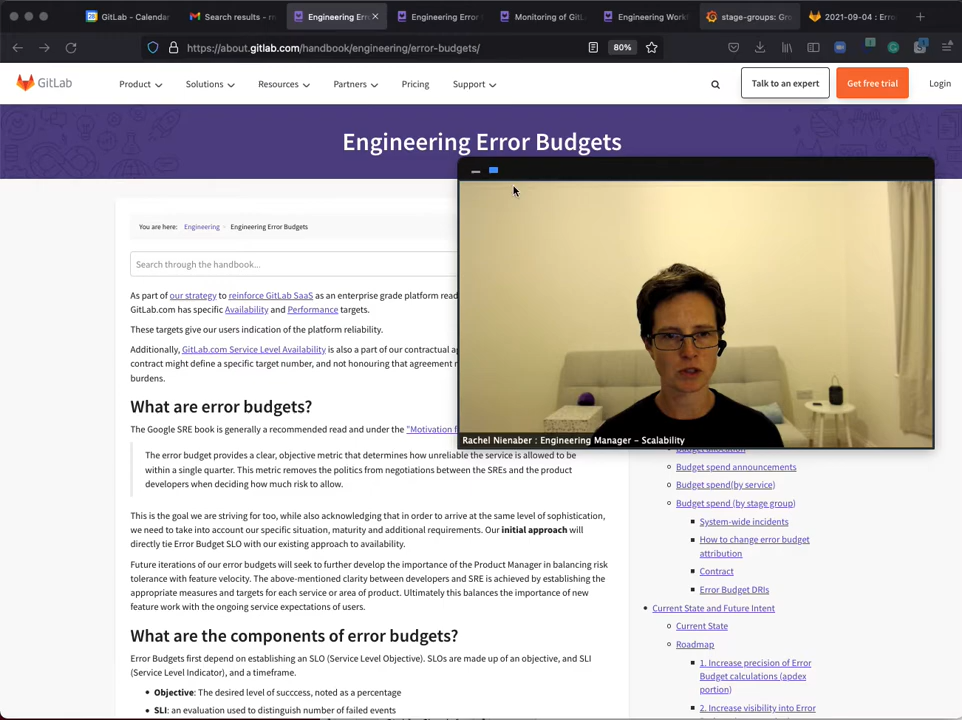 GitLab - Calendar
Search results - r
Engineering Err
Engineering Error
Monitoring of GitL
Engineering Work
stage-groups: Gro
2021-09-04 : Erro
https://about.gitlab.com/handbook/engineering/error-budgets/
80%
GitLab
Product
Solutions
Resources
Partners
Pricing
Support
Talk to an expert
Get free trial
Login
Engineering Error Budgets
You are here: Engineering Engineering Error Budgets
Search through the handbook...
As part of our strategy to reinforce GitLab SaaS as an enterprise grade platform read
GitLab.com has specific Availability and Performance targets.
These targets give our users indication of the platform reliability.
Additionally, GitLab.com Service Level Availability is also a part of our contractual ag
contract might define a specific target number, and not honouring that agreement r
burdens.
What are error budgets?
The Google SRE book is generally a recommended read and under the "Motivation f
The error budget provides a clear, objective metric that determines how unreliable the service is allowed to be
within a single quarter. This metric removes the politics from negotiations between the SREs and the product
developers when deciding how much risk to allow.
This is the goal we are striving for too, while also acknowledging that in order to arrive at the same level of sophistication,
we need to take into account our specific situation, maturity and additional requirements. Our initial approach will
directly tie Error Budget SLO with our existing approach to availability.
Future iterations of our error budgets will seek to further develop the importance of the Product Manager in balancing risk
tolerance with feature velocity. The above-mentioned clarity between developers and SRE is achieved by establishing the
appropriate measures and targets for each service or area of product. Ultimately this balances the importance of new
feature work with the ongoing service expectations of users.
What are the components of error budgets?
Error Budgets first depend on establishing an SLO (Service Level Objective). SLOs are made up of an objective, and SLI
(Service Level Indicator), and a timeframe.
• Objective: The desired level of succcess, noted as a percentage
• SLI: an evaluation used to distinguish number of failed events
Rachel Nienaber : Engineering Manager – Scalability
Budget allocation
Budget spend announcements
Budget spend(by service)
Budget spend (by stage group)
System-wide incidents
How to change error budget
attribution
Contract
Error Budget DRIs
Current State and Future Intent
Current State
Roadmap
1. Increase precision of Error
Budget calculations (apdex
portion)
2. Increase visibility into Error